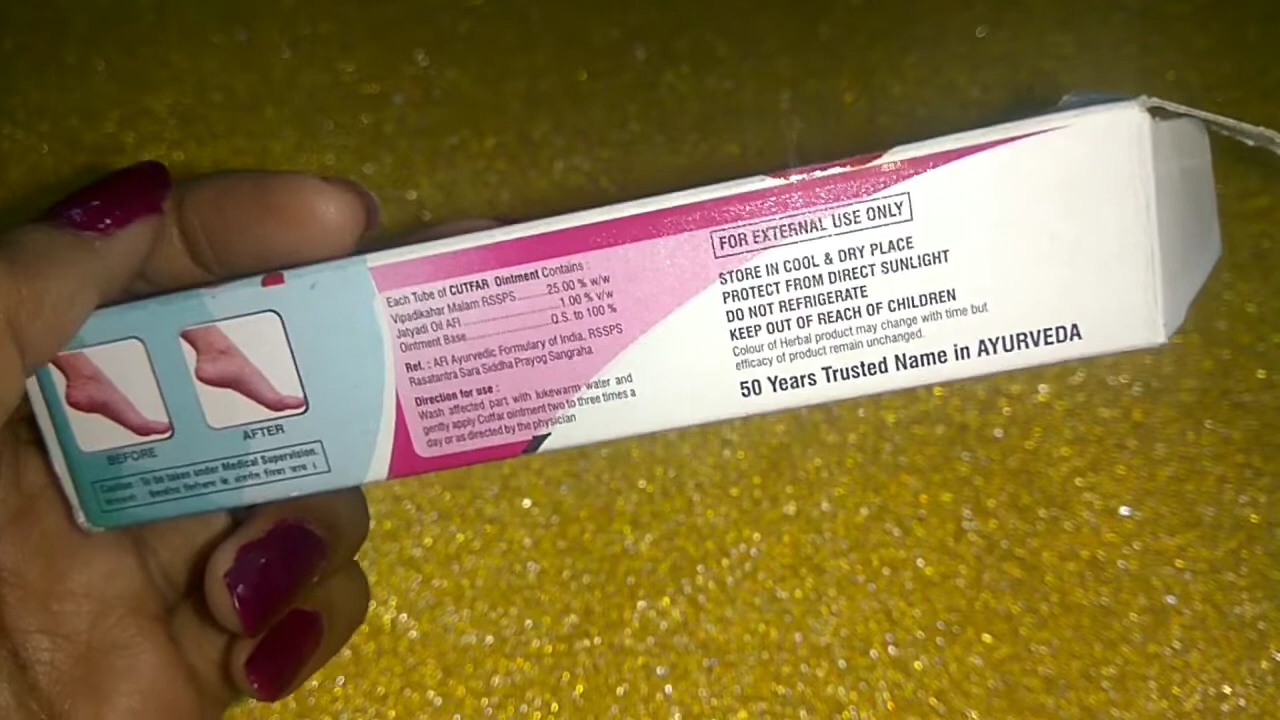 BEFORE
AFTER
Caution : To be taken under Medical Supervision.
Each Tube of CUTFAR Ointment Contains :
Vipadikahar Malam RSSPS.......25.00 % w/w
Jatyadi Oil AFI.......1.00 % v/w
Ointment Base.......Q.S. to 100 %
Ref. : AFI Ayurvedic Formulary of India, RSSPS
Rasatantra Sara Siddha Prayog Sangraha
Direction for use :
Wash affected part with lukewarm water and
gently apply Cutfar ointment two to three times a
day or as directed by the physician
FOR EXTERNAL USE ONLY
STORE IN COOL & DRY PLACE
PROTECT FROM DIRECT SUNLIGHT
DO NOT REFRIGERATE
KEEP OUT OF REACH OF CHILDREN
Colour of Herbal product may change with time but
efficacy of product remain unchanged.
50 Years Trusted Name in AYURVEDA